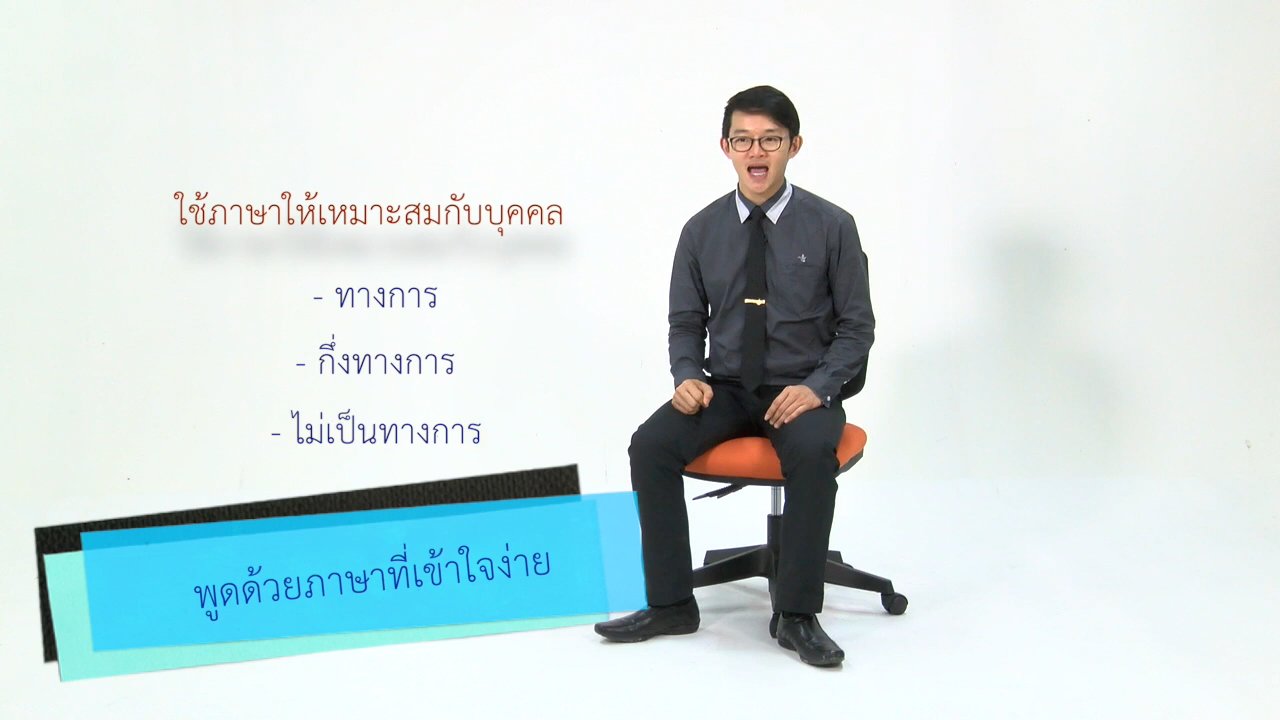 ใช้ภาษาให้เหมาะสมกับบุคคล
- ทางการ
- กึ่งทางการ
- ไม่เป็นทางการ
พูดด้วยภาษาที่เข้าใจง่าย